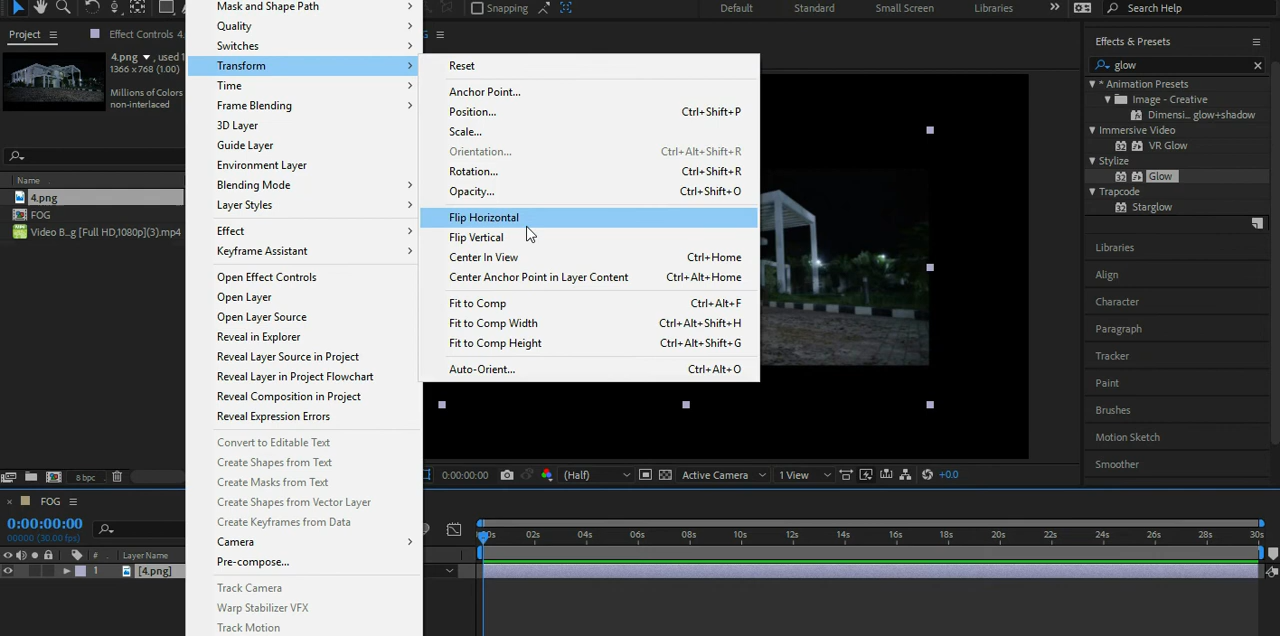 Mask and Shape Path
Snapping
Default
Standard
Small Screen
Libraries
Search Help
Project
Effect Controls 4.
Quality
Switches
Transform
Time
Frame Blending
3D Layer
Guide Layer
Environment Layer
Blending Mode
Layer Styles
Effect
Keyframe Assistant
Open Effect Controls
Open Layer
Open Layer Source
Reveal in Explorer
Reveal Layer Source in Project
Reveal Layer in Project Flowchart
Reveal Composition in Project
Reveal Expression Errors
Convert to Editable Text
Create Shapes from Text
Create Masks from Text
Create Shapes from Vector Layer
Create Keyframes from Data
Camera
Pre-compose...
Track Camera
Warp Stabilizer VFX
Track Motion
4.png , used 1
1366 x 768 (1.00)
Millions of Colors
non-interlaced
Name
4.png
FOG
Video B...g [Full HD,1080p](3).mp4
8 bpc
Reset
Anchor Point...
Position... Ctrl+Shift+P
Scale...
Orientation... Ctrl+Alt+Shift+R
Rotation... Ctrl+Shift+R
Opacity... Ctrl+Shift+O
Flip Horizontal
Flip Vertical
Center In View Ctrl+Home
Center Anchor Point in Layer Content Ctrl+Alt+Home
Fit to Comp Ctrl+Alt+F
Fit to Comp Width Ctrl+Alt+Shift+H
Fit to Comp Height Ctrl+Alt+Shift+G
Auto-Orient... Ctrl+Alt+O
Effects & Presets
glow
* Animation Presets
Image - Creative
Dimensi... glow+shadow
Immersive Video
VR Glow
Stylize
Glow
Trapcode
Starglow
Libraries
Align
Character
Paragraph
Tracker
Paint
Brushes
Motion Sketch
Smoother
0:00:00:00
(Half)
Active Camera
1 View
+0.0
FOG
0:00:00:00
00000 (30.00 fps)
# Layer Name
1 [4.png]
02s 04s 06s 08s 10s 12s 14s 16s 18s 20s 22s 24s 26s 28s 30s